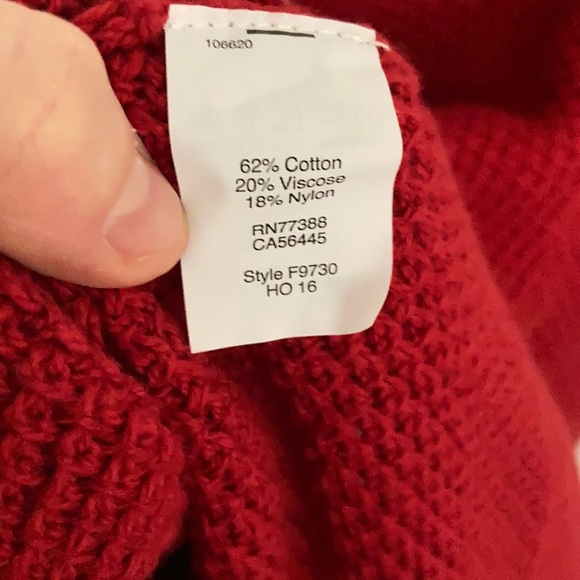 106620
62% Cotton
20% Viscose
18% Nylon
RN77388
CA56445
Style F9730
HO 16